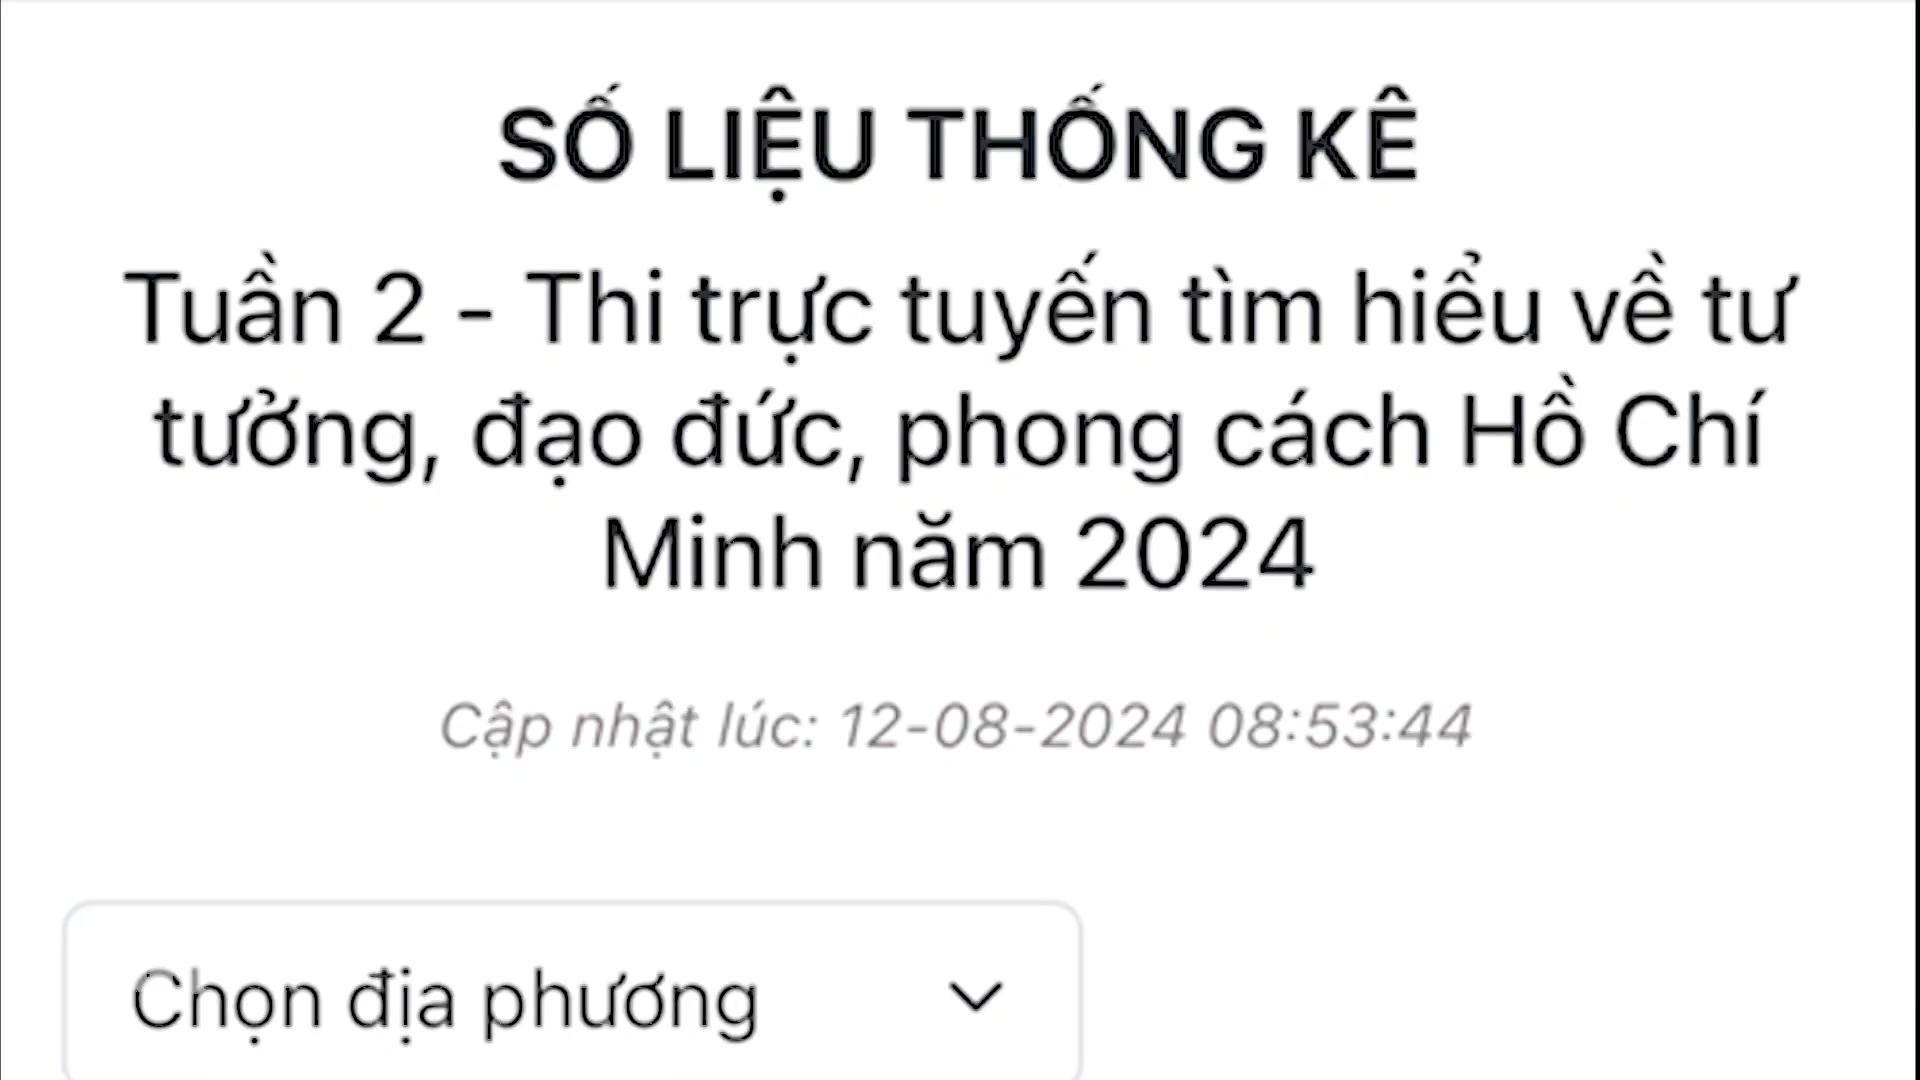 SỐ LIỆU THỐNG KÊ
Tuần 2 - Thi trực tuyến tìm hiểu về tư
tưởng, đạo đức, phong cách Hồ Chí
Minh năm 2024
Cập nhật lúc: 12-08-2024 08:53:44
Chọn địa phương